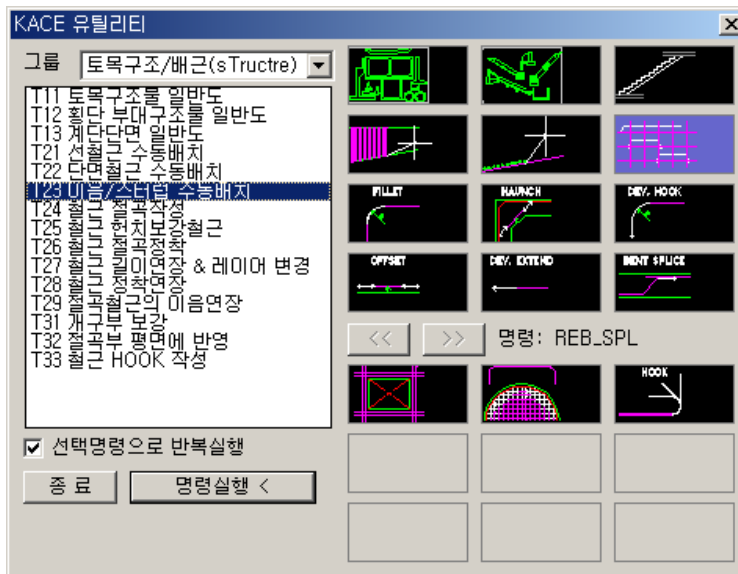 KACE 유틸리티
그룹
토목구조/배근(sTructre)
T11 토목구조물 일반도
T12 횡단 부대구조물 일반도
T13 계단단면 일반도
T21 선철근 수동배치
T22 단면철근 수동배치
T23 이음/스터럽 수동배치
T24 철근 절곡작성
T25 철근 헌치보강철근
T26 철근 절곡정착
T27 철근 길이연장 & 레이어 변경
T28 철근 정착연장
T29 절곡철근의 이음연장
T31 개구부 보강
T32 절곡부 평면에 반영
T33 철근 HOOK 작성
선택명령으로 반복실행
종 료
명령실행 <
FILLET
HAUNCH
DEV. HOOK
OFFSET
DEV. EXTEND
BENT SPLICE
<<
>>
명령: REB_SPL
HOOK